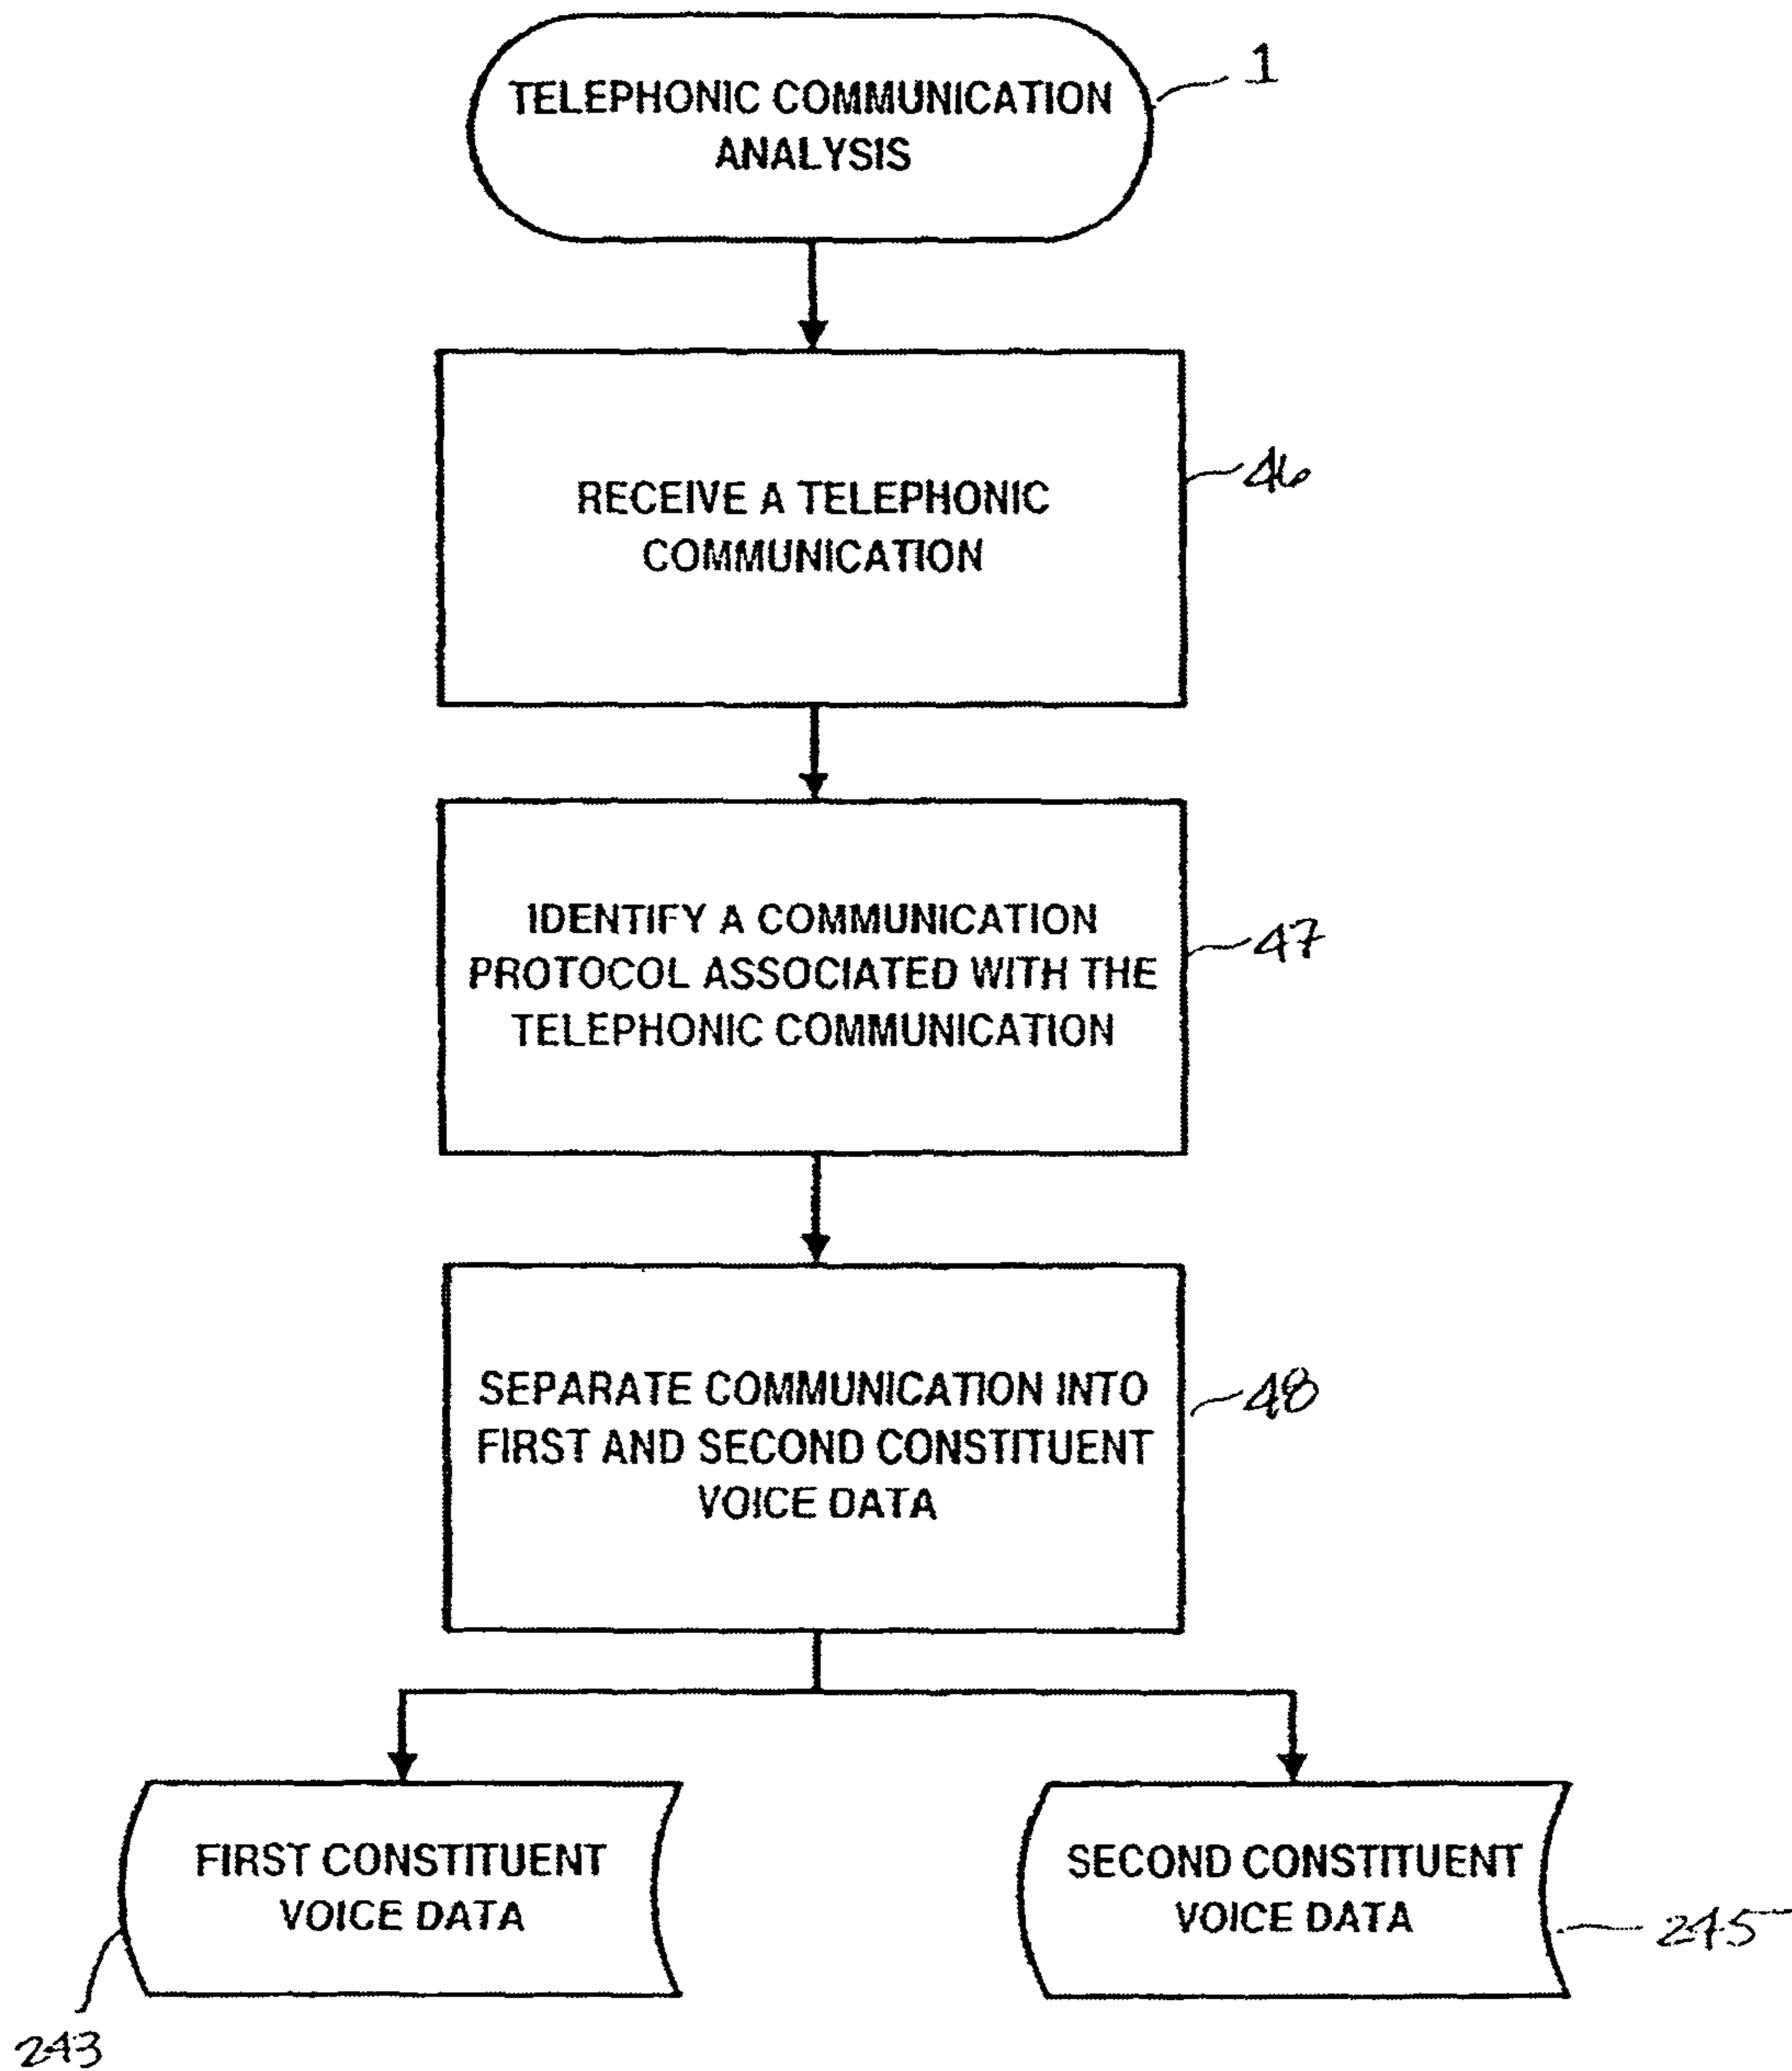 TELEPHONIC COMMUNICATION
ANALYSIS
1
RECEIVE A TELEPHONIC
COMMUNICATION
46
IDENTIFY A COMMUNICATION
PROTOCOL ASSOCIATED WITH THE
TELEPHONIC COMMUNICATION
47
SEPARATE COMMUNICATION INTO
FIRST AND SECOND CONSTITUENT
VOICE DATA
48
FIRST CONSTITUENT
VOICE DATA
243
SECOND CONSTITUENT
VOICE DATA
245